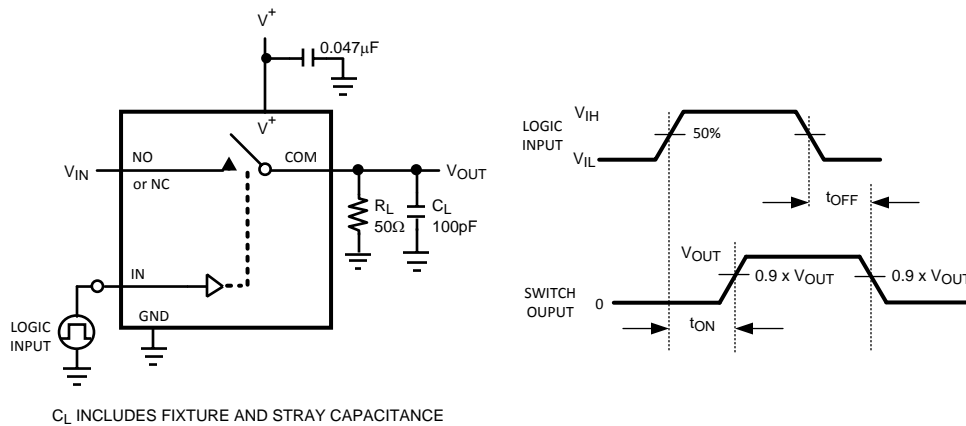 V+
0.047μF
V+
NO
or NC
COM
VIN
VOUT
RL
50Ω
CL
100pF
IN
GND
LOGIC
INPUT
CL INCLUDES FIXTURE AND STRAY CAPACITANCE
LOGIC
INPUT
VIH
VIL
50%
tOFF
VOUT
0.9 x VOUT
0.9 x VOUT
SWITCH
OUPUT
0
tON